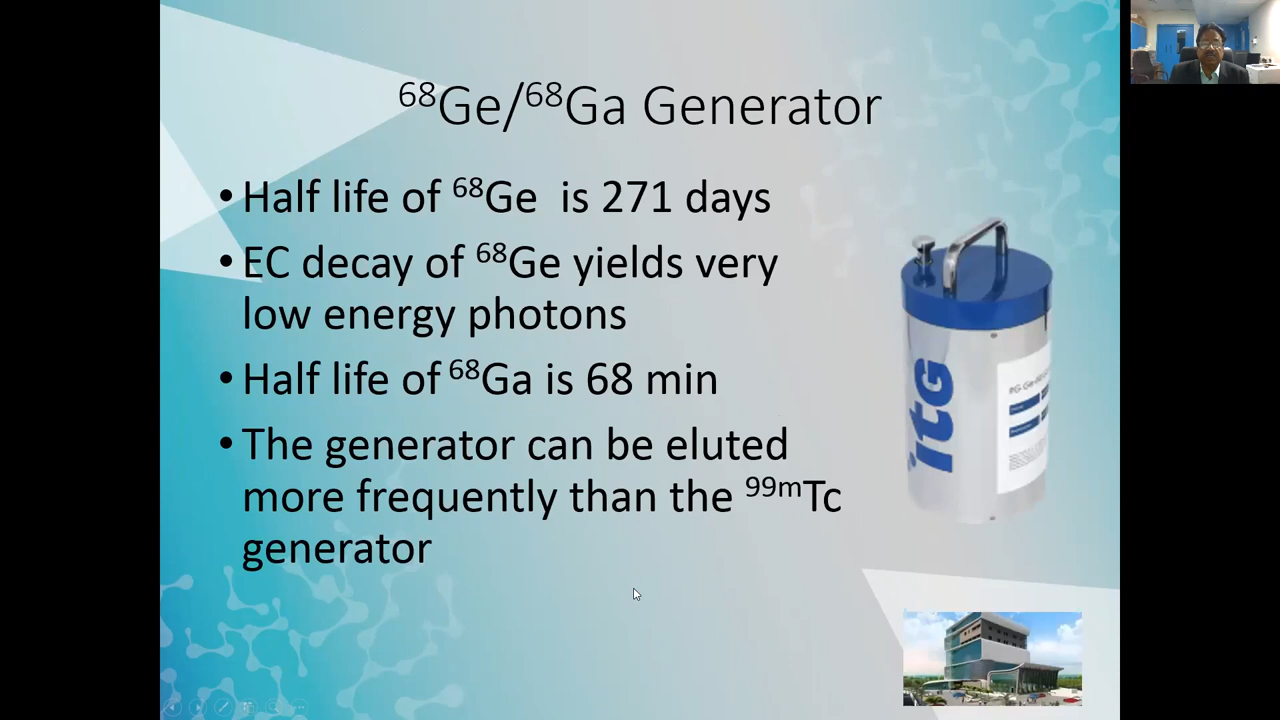 ⁶⁸Ge/⁶⁸Ga Generator
• Half life of ⁶⁸Ge is 271 days
• EC decay of ⁶⁸Ge yields very
low energy photons
• Half life of ⁶⁸Ga is 68 min
• The generator can be eluted
more frequently than the ⁹⁹ᵐTc
generator
itG